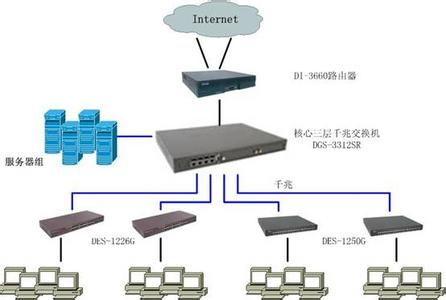 Internet
DI-3660路由器
核心三层千兆交换机
DGS-3312SR
服务器组
千兆
DES-1226G
DES-1250G